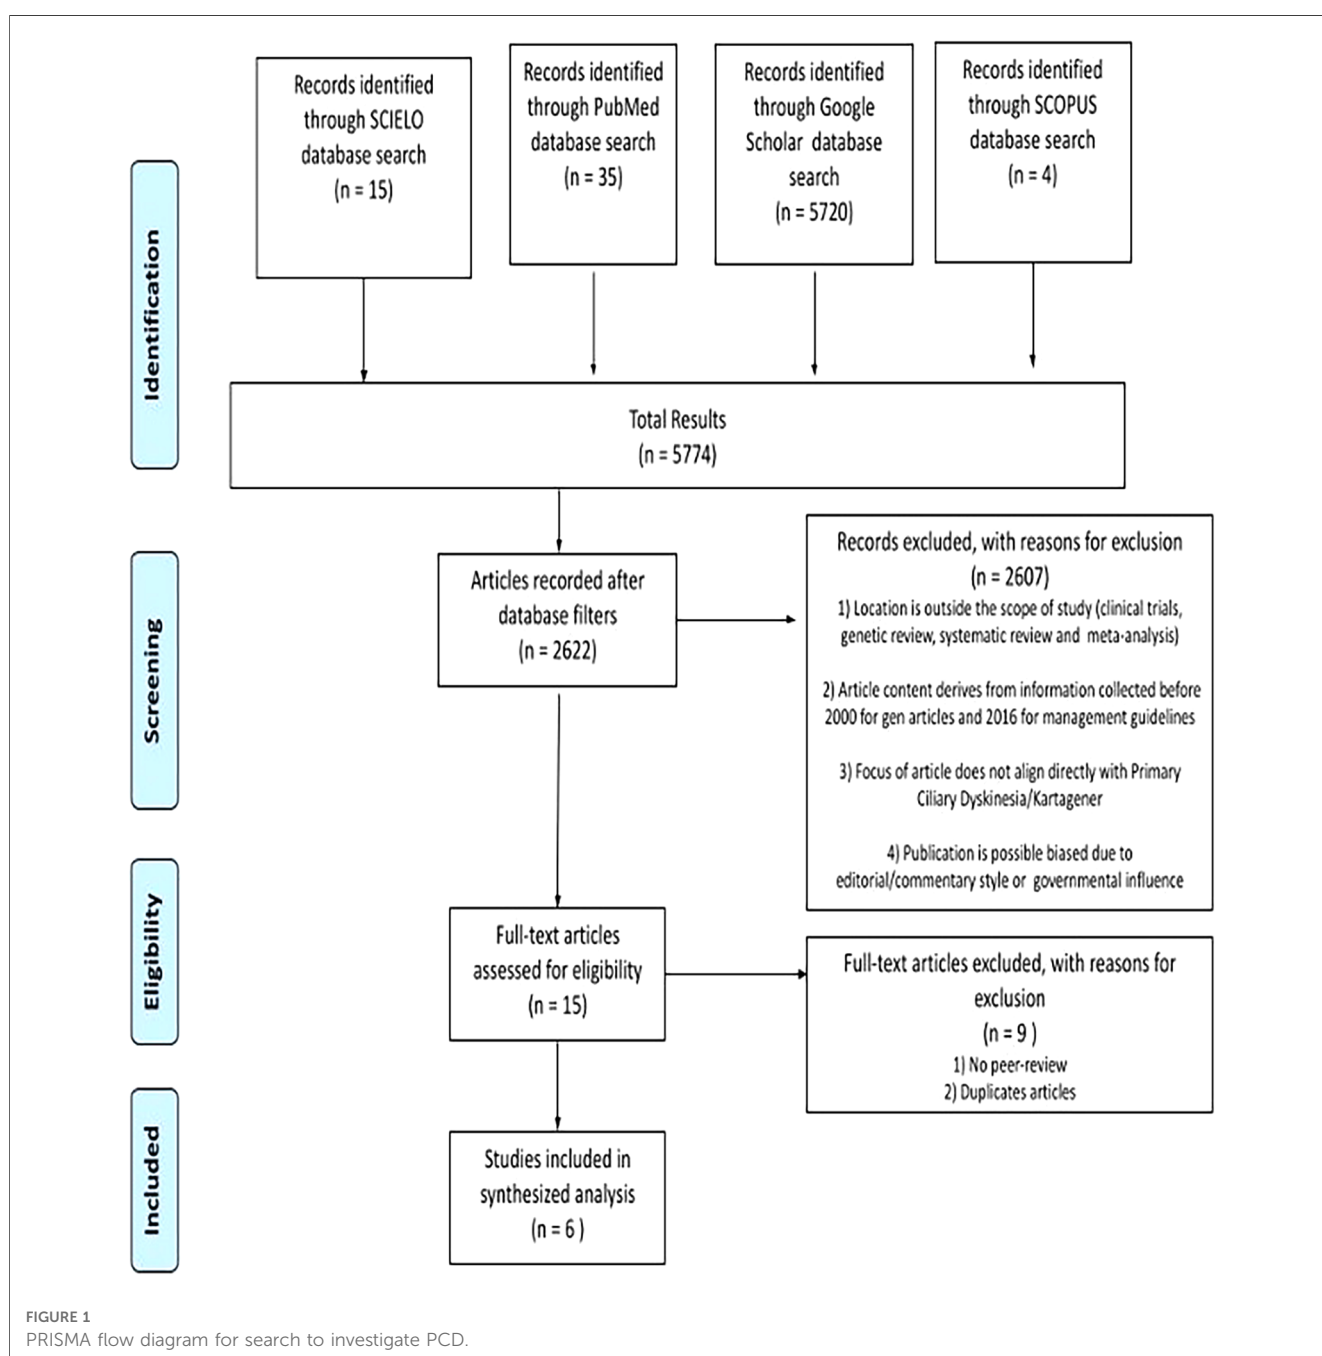 Records identified
through SCIELO
database search
(n = 15)
Records identified
through PubMed
database search
(n = 35)
Records identified
through Google
Scholar database
search
(n = 5720)
Records identified
through SCOPUS
database search
(n = 4)
Identification
Total Results
(n = 5774)
Screening
Articles recorded after
database filters
(n = 2622)
Records excluded, with reasons for exclusion
(n = 2607)
1) Location is outside the scope of study (clinical trials,
genetic review, systematic review and meta-analysis)
2) Article content derives from information collected before
2000 for gen articles and 2016 for management guidelines
3) Focus of article does not align directly with Primary
Ciliary Dyskinesia/Kartagener
4) Publication is possible biased due to
editorial/commentary style or governmental influence
Eligibility
Full-text articles
assessed for eligibility
(n = 15)
Full-text articles excluded, with reasons for
exclusion
(n = 9 )
1) No peer-review
2) Duplicates articles
Included
Studies included in
synthesized analysis
(n = 6 )
FIGURE 1
PRISMA flow diagram for search to investigate PCD.